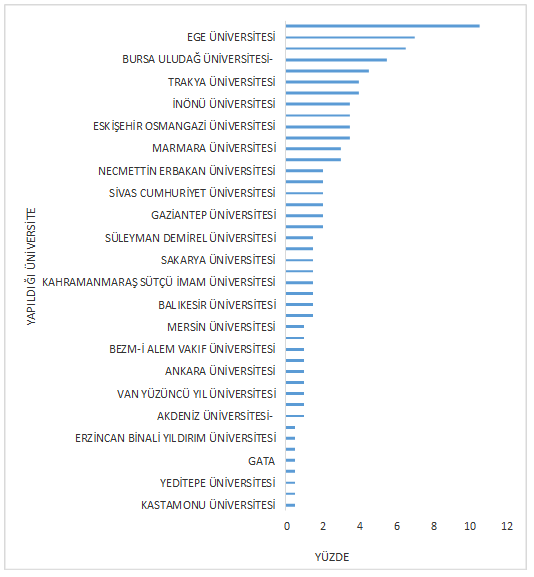 EGE ÜNİVERSİTESİ
BURSA ULUDAĞ ÜNİVERSİTESİ-
TRAKYA ÜNİVERSİTESİ
İNÖNÜ ÜNİVERSİTESİ
ESKİŞEHİR OSMANGAZİ ÜNİVERSİTESİ
MARMARA ÜNİVERSİTESİ
NECMETTİN ERBAKAN ÜNİVERSİTESİ
SİVAS CUMHURİYET ÜNİVERSİTESİ
GAZİANTEP ÜNİVERSİTESİ
SÜLEYMAN DEMİREL ÜNİVERSİTESİ
SAKARYA ÜNİVERSİTESİ
KAHRAMANMARAŞ SÜTÇÜ İMAM ÜNİVERSİTESİ
BALIKESİR ÜNİVERSİTESİ
MERSİN ÜNİVERSİTESİ
BEZM-İ ALEM VAKIF ÜNİVERSİTESİ
ANKARA ÜNİVERSİTESİ
VAN YÜZÜNCÜ YIL ÜNİVERSİTESİ
AKDENİZ ÜNİVERSİTESİ-
ERZİNCAN BİNALİ YILDIRIM ÜNİVERSİTESİ
GATA
YEDİTEPE ÜNİVERSİTESİ
KASTAMONU ÜNİVERSİTESİ
YAPILDIĞI ÜNİVERSİTE
0 2 4 6 8 10 12
YÜZDE